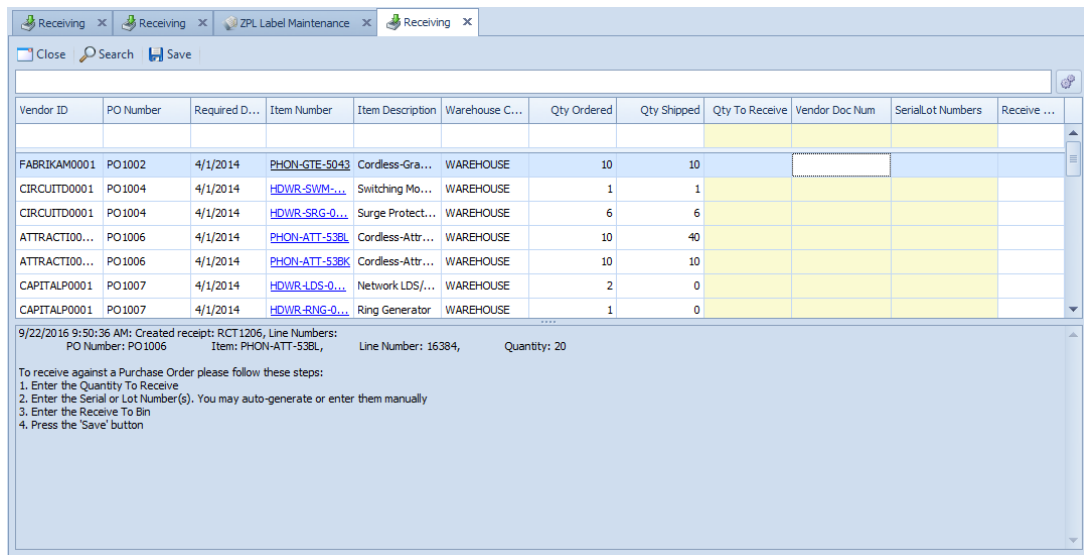 Receiving × Receiving × ZPL Label Maintenance × Receiving ×
Close Search Save
Vendor ID PO Number Required D... Item Number Item Description Warehouse C... Qty Ordered Qty Shipped Qty To Receive Vendor Doc Num SerialLot Numbers Receive ...
FABRIKAM0001 PO1002 4/1/2014 PHON-GTE-5043 Cordless-Gra... WAREHOUSE 10 10
CIRCUITD0001 PO1004 4/1/2014 HDWR-SWM-... Switching Mo... WAREHOUSE 1 1
CIRCUITD0001 PO1004 4/1/2014 HDWR-SRG-0... Surge Protect... WAREHOUSE 6 6
ATTRACTI00... PO1006 4/1/2014 PHON-ATT-53BL Cordless-Attr... WAREHOUSE 10 40
ATTRACTI00... PO1006 4/1/2014 PHON-ATT-53BK Cordless-Attr... WAREHOUSE 10 10
CAPITALP0001 PO1007 4/1/2014 HDWR-LDS-0... Network LDS/... WAREHOUSE 2 0
CAPITALP0001 PO1007 4/1/2014 HDWR-RNG-0... Ring Generator WAREHOUSE 1 0
9/22/2016 9:50:36 AM: Created receipt: RCT1206, Line Numbers:
PO Number: PO1006 Item: PHON-ATT-53BL, Line Number: 16384, Quantity: 20
To receive against a Purchase Order please follow these steps:
1. Enter the Quantity To Receive
2. Enter the Serial or Lot Number(s). You may auto-generate or enter them manually
3. Enter the Receive To Bin
4. Press the 'Save' button